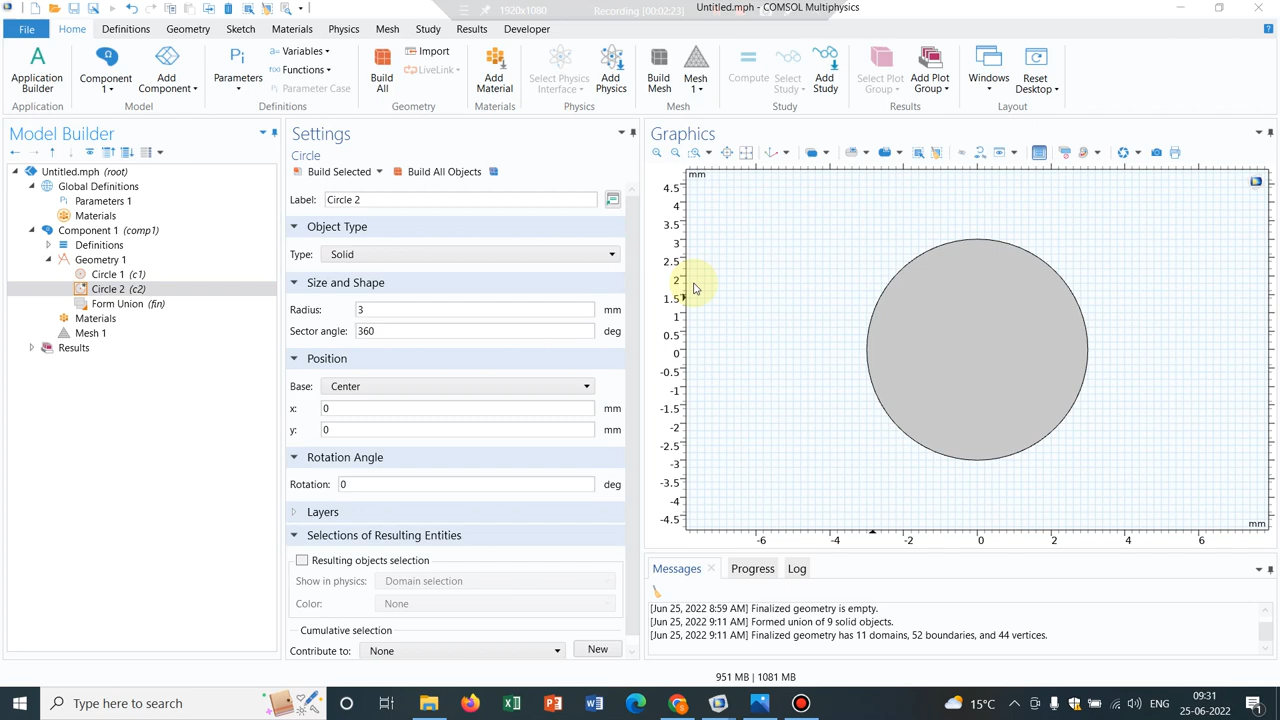 1920x1080
Recording [00:02:23]
Untitled.mph - COMSOL Multiphysics
File
Home
Definitions
Geometry
Sketch
Materials
Physics
Mesh
Study
Results
Developer
Application Builder
Component 1
Add Component
Parameters
a= Variables
f(x) Functions
Pi Parameter Case
Build All
Import
LiveLink
Add Material
Select Physics Interface
Add Physics
Build Mesh
Mesh 1
Compute
Select Study
Add Study
Select Plot Group
Add Plot Group
Windows
Reset Desktop
Application
Model
Definitions
Geometry
Materials
Physics
Mesh
Study
Results
Layout
Model Builder
Untitled.mph (root)
Global Definitions
Pi Parameters 1
Materials
Component 1 (comp1)
Definitions
Geometry 1
Circle 1 (c1)
Circle 2 (c2)
Form Union (fin)
Materials
Mesh 1
Results
Settings
Circle
Build Selected
Build All Objects
Label: Circle 2
Object Type
Type: Solid
Size and Shape
Radius: 3 mm
Sector angle: 360 deg
Position
Base: Center
x: 0 mm
y: 0 mm
Rotation Angle
Rotation: 0 deg
Layers
Selections of Resulting Entities
Resulting objects selection
Show in physics: Domain selection
Color: None
Cumulative selection
Contribute to: None New
Graphics
mm
4.5
4
3.5
3
2.5
2
1.5
1
0.5
0
-0.5
-1
-1.5
-2
-2.5
-3
-3.5
-4
-4.5
mm
-6 -4 -2 0 2 4 6
Messages
Progress
Log
[Jun 25, 2022 8:59 AM] Finalized geometry is empty.
[Jun 25, 2022 9:11 AM] Formed union of 9 solid objects.
[Jun 25, 2022 9:11 AM] Finalized geometry has 11 domains, 52 boundaries, and 44 vertices.
951 MB | 1081 MB
Type here to search
15°C
ENG
09:31
25-06-2022